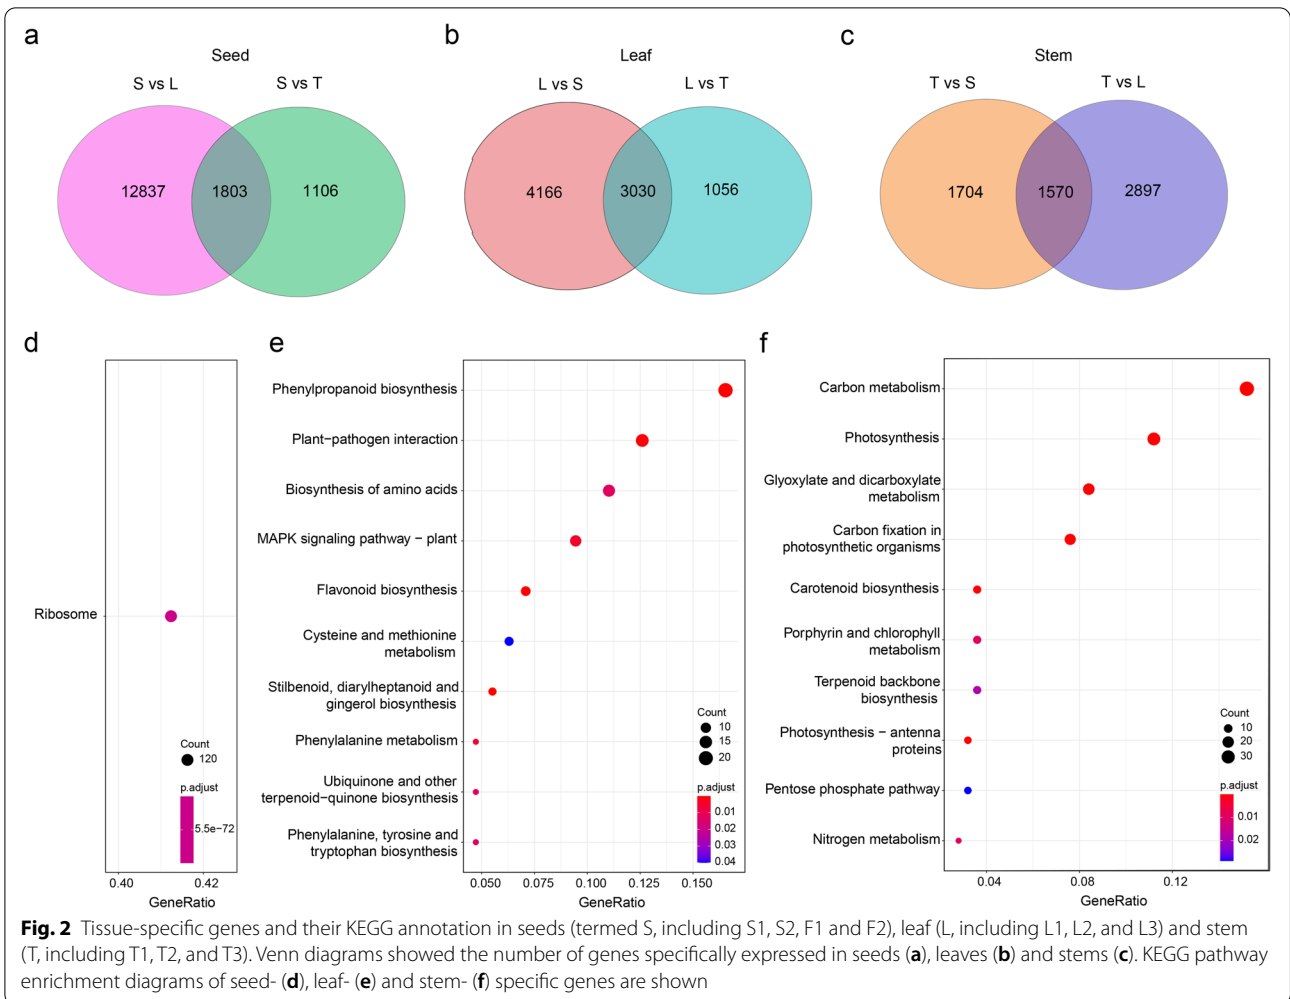 a
Seed
S vs L
S vs T
12837
1803
1106
b
Leaf
L vs S
L vs T
4166
3030
1056
c
Stem
T vs S
T vs L
1704
1570
2897
d
Ribosome
Count
120
p.adjust
5.5e−72
0.40
0.42
GeneRatio
e
Phenylpropanoid biosynthesis
Plant−pathogen interaction
Biosynthesis of amino acids
MAPK signaling pathway − plant
Flavonoid biosynthesis
Cysteine and methionine
metabolism
Stilbenoid, diarylheptanoid and
gingerol biosynthesis
Phenylalanine metabolism
Ubiquinone and other
terpenoid−quinone biosynthesis
Phenylalanine, tyrosine and
tryptophan biosynthesis
Count
10
15
20
p.adjust
0.01
0.02
0.03
0.04
0.050
0.075
0.100
0.125
0.150
GeneRatio
f
Carbon metabolism
Photosynthesis
Glyoxylate and dicarboxylate
metabolism
Carbon fixation in
photosynthetic organisms
Carotenoid biosynthesis
Porphyrin and chlorophyll
metabolism
Terpenoid backbone
biosynthesis
Photosynthesis − antenna
proteins
Pentose phosphate pathway
Nitrogen metabolism
Count
10
20
30
p.adjust
0.01
0.02
0.04
0.08
0.12
GeneRatio
Fig. 2 Tissue-specific genes and their KEGG annotation in seeds (termed S, including S1, S2, F1 and F2), leaf (L, including L1, L2, and L3) and stem
(T, including T1, T2, and T3). Venn diagrams showed the number of genes specifically expressed in seeds (a), leaves (b) and stems (c). KEGG pathway
enrichment diagrams of seed- (d), leaf- (e) and stem- (f) specific genes are shown